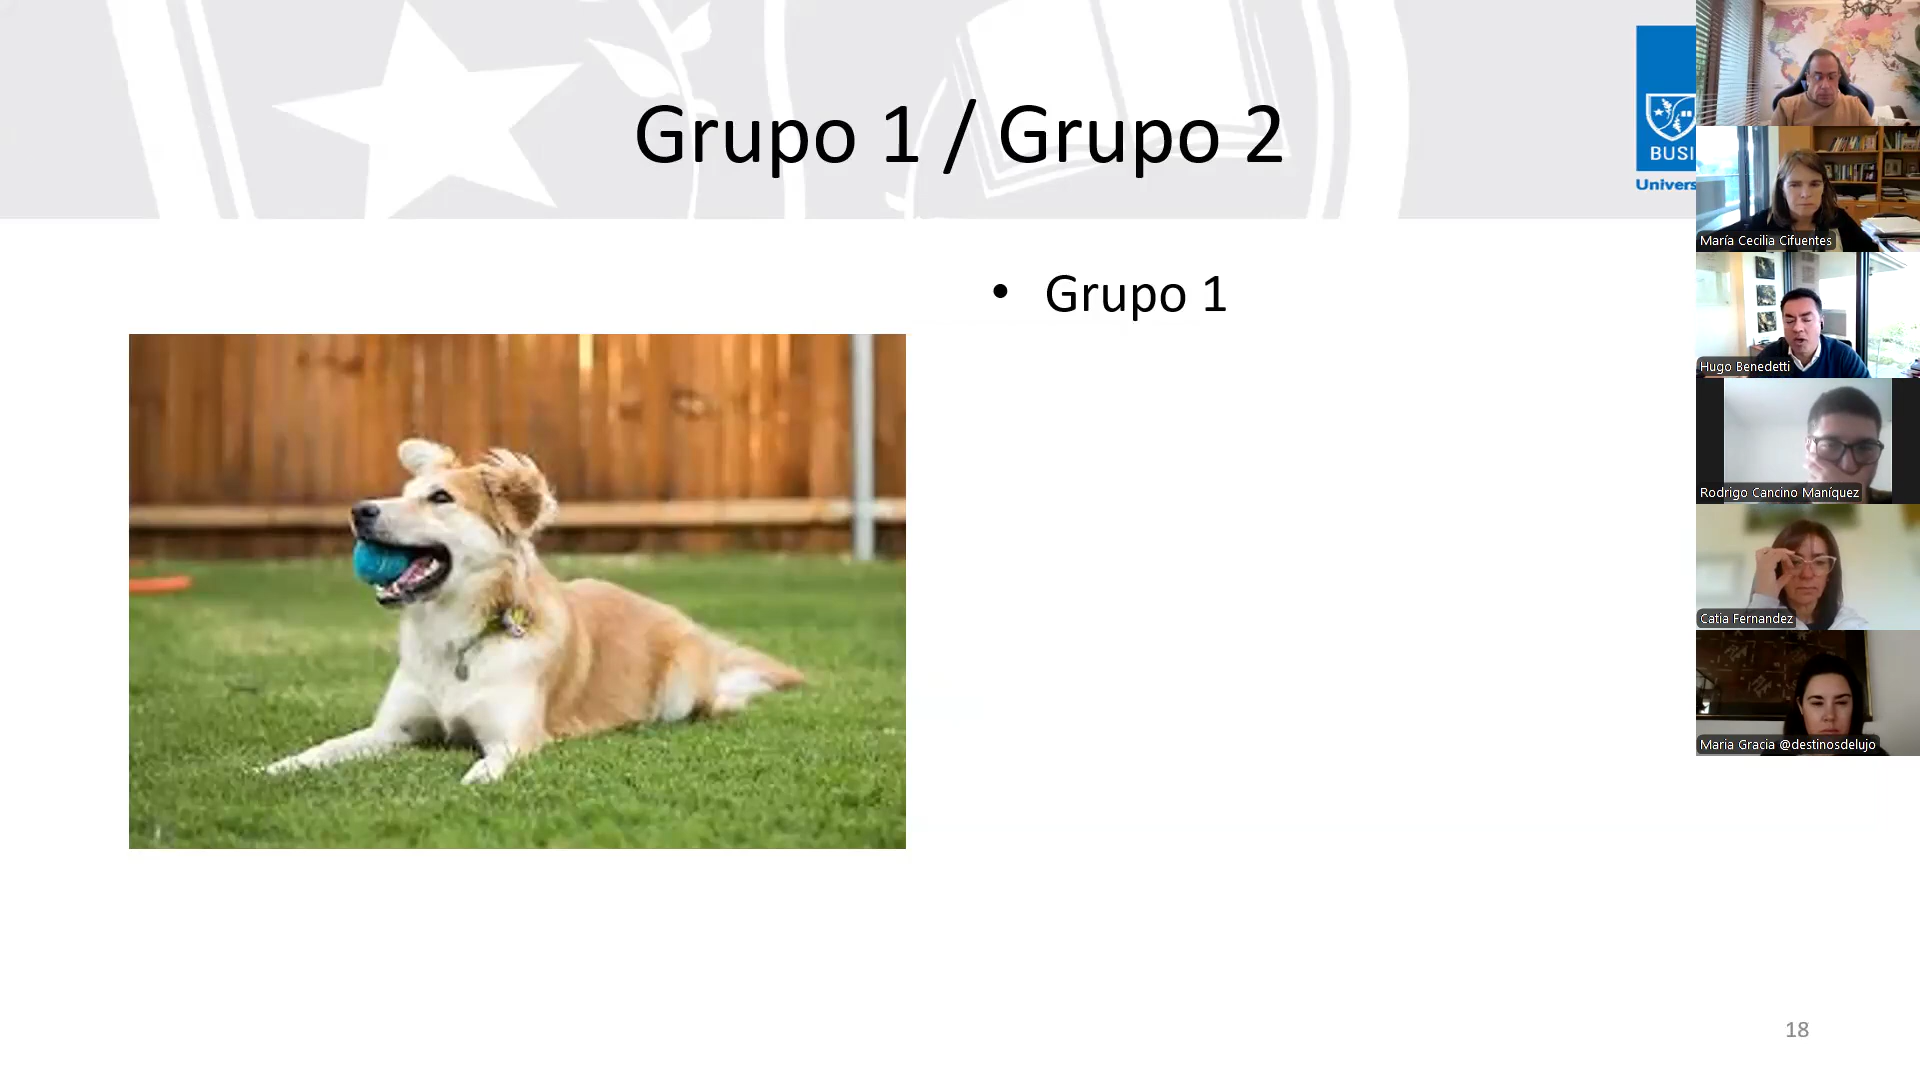 Grupo 1 / Grupo 2
BUSI
Univers
• Grupo 1
18
María Cecilia Cifuentes
Hugo Benedetti
Rodrigo Cancino Maníquez
Catia Fernandez
Maria Gracia @destinosdelujo